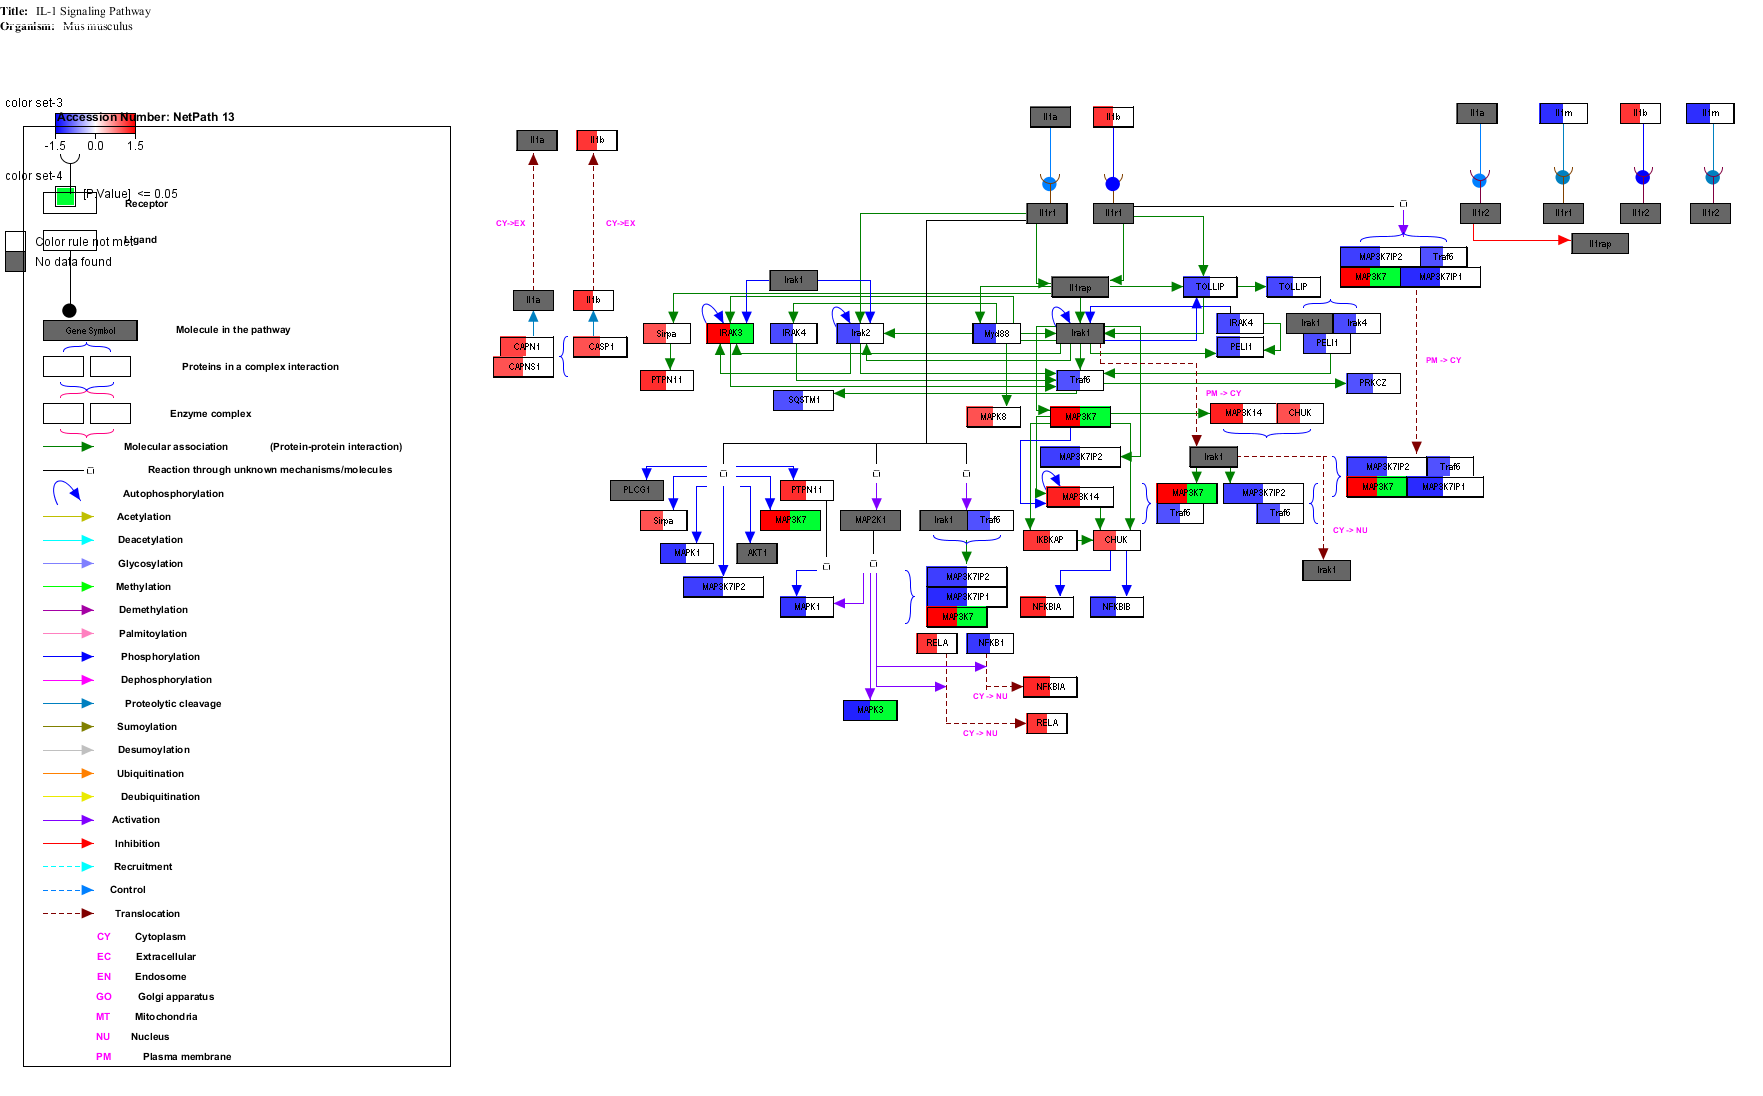 Title: IL-1 Signaling Pathway
Organism: Mus musculus
color set-3
Accession Number: NetPath 13
-1.5 0.0 1.5
color set-4
[P.Value] <= 0.05
Receptor
Color rule not met
Ligand
No data found
Gene Symbol
Molecule in the pathway
Proteins in a complex interaction
Enzyme complex
Molecular association (Protein-protein interaction)
Reaction through unknown mechanisms/molecules
Autophosphorylation
Acetylation
Deacetylation
Glycosylation
Methylation
Demethylation
Palmitoylation
Phosphorylation
Dephosphorylation
Proteolytic cleavage
Sumoylation
Desumoylation
Ubiquitination
Deubiquitination
Activation
Inhibition
Recruitment
Control
Translocation
CY Cytoplasm
EC Extracellular
EN Endosome
GO Golgi apparatus
MT Mitochondria
NU Nucleus
PM Plasma membrane
Il1a Il1b
CY->EX CY->EX
Il1a Il1b
CAPN1 CASP1
CAPNS1
Il1a Il1b
Il1r1 Il1r1
Il1a Il1rn Il1b Il1rn
Il1r2 Il1r1 Il1r2 Il1r2
Il1rap
MAP3K7IP2 Traf6
MAP3K7 MAP3K7IP1
Irak1 Il1rap TOLLIP TOLLIP
Sirpa IRAK3 IRAK4 Irak2 Myd88 Irak1 IRAK4 Irak1 Irak4
PELI1 PELI1
PM -> CY
PTPN11 Traf6 PRKCZ
SQSTM1 PM -> CY
MAPK8 MAP3K7 MAP3K14 CHUK
MAP3K7IP2 Irak1 MAP3K7IP2 Traf6
MAP3K7 MAP3K7IP1
PLCG1 PTPN11 MAP3K14 MAP3K7 MAP3K7IP2
Traf6 Traf6
Sirpa MAP3K7 MAP2K1 Irak1 Traf6
CY -> NU
MAPK1 AKT1 IKBKAP CHUK
Irak1
MAP3K7IP2 MAP3K7IP2
MAPK1 MAP3K7IP1 NFKBIA NFKBIB
MAP3K7
RELA NFKB1
NFKBIA
CY -> NU
MAPK3 RELA
CY -> NU